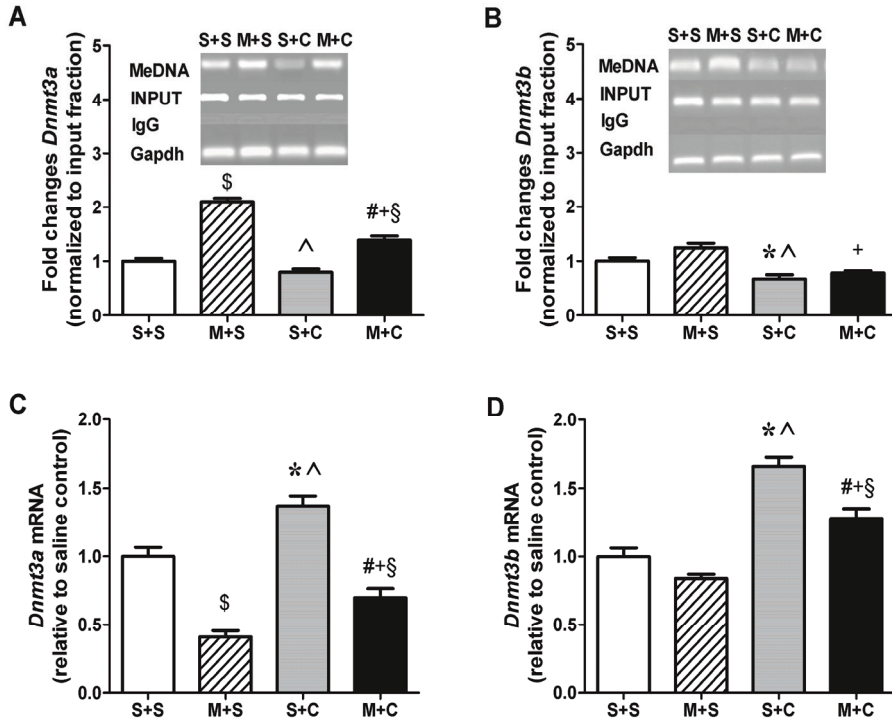 A
Fold changes Dnmt3a
(normalized to input fraction)
5
4
3
2
1
0
S+S M+S S+C M+C
MeDNA
INPUT
IgG
Gapdh
$
^
#+§
S+S M+S S+C M+C
B
Fold changes Dnmt3b
(normalized to input fraction)
5
4
3
2
1
0
S+S M+S S+C M+C
MeDNA
INPUT
IgG
Gapdh
*^
+
S+S M+S S+C M+C
C
Dnmt3a mRNA
(relative to saline control)
2.0
1.5
1.0
0.5
0.0
$
*^
#+§
S+S M+S S+C M+C
D
Dnmt3b mRNA
(relative to saline control)
2.0
1.5
1.0
0.5
0.0
*^
#+§
S+S M+S S+C M+C